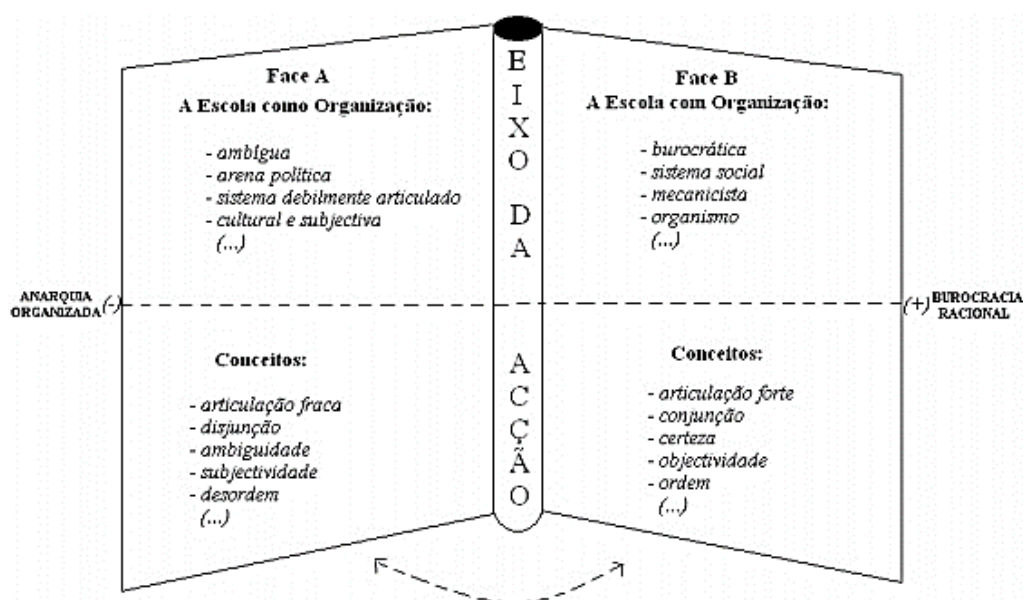 Face A
A Escola como Organização:
- ambígua
- arena política
- sistema debilmente articulado
- cultural e subjectiva
(...)
Conceitos:
- articulação fraca
- disjunção
- ambiguidade
- subjectividade
- desordem
(...)
ANARQUIA
ORGANIZADA (-)
E
I
X
O
D
A
A
C
Ç
Ã
O
Face B
A Escola com Organização:
- burocrática
- sistema social
- mecanicista
- organismo
(...)
Conceitos:
- articulação forte
- conjunção
- certeza
- objectividade
- ordem
(...)
(+) BUROCRACIA
RACIONAL